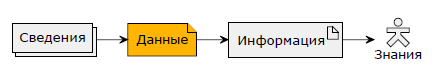 Сведения
Данные
Информация
Знания